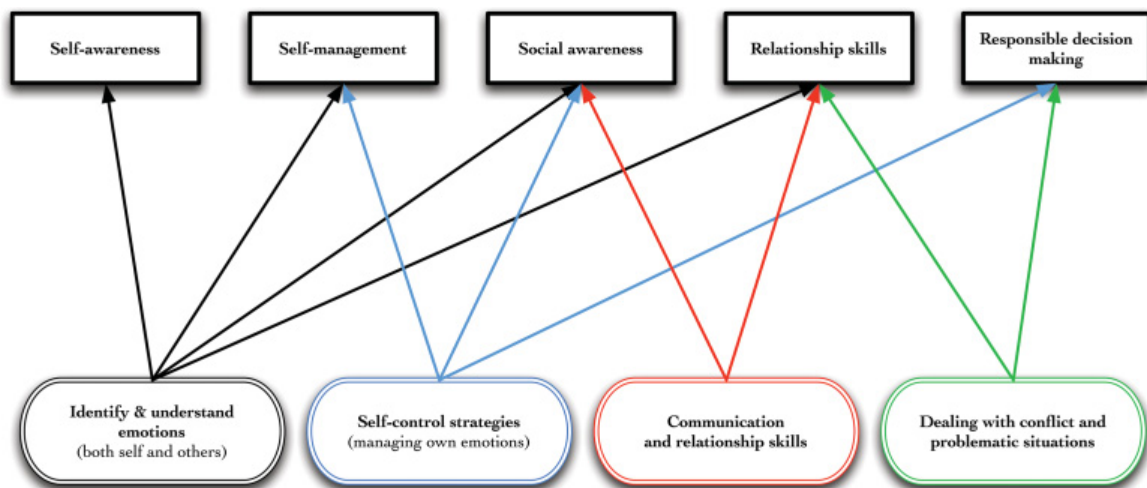 Self-awareness
Self-management
Social awareness
Relationship skills
Responsible decision
making
Identify & understand
emotions
(both self and others)
Self-control strategies
(managing own emotions)
Communication
and relationship skills
Dealing with conflict and
problematic situations